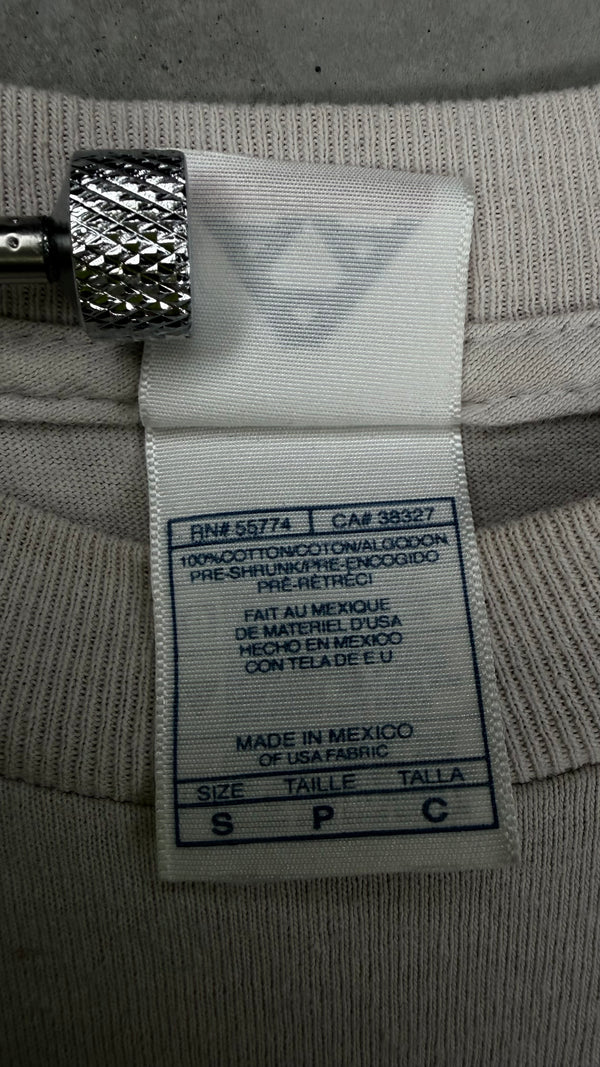 RN# 55774 CA# 38327
100%COTTON/COTON/ALGODON
PRE-SHRUNK/PRE-ENCOGIDO
PRÉ-RÉTRÉCI
FAIT AU MEXIQUE
DE MATERIEL D'USA
HECHO EN MEXICO
CON TELA DE E.U
MADE IN MEXICO
OF USA FABRIC
SIZE TAILLE TALLA
S P C